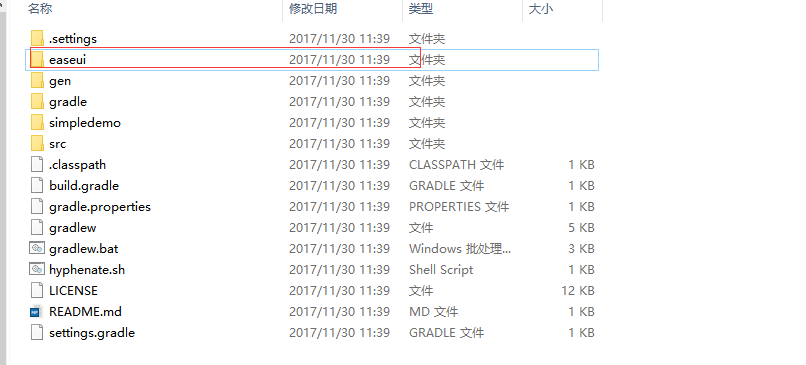 名称 修改日期 类型 大小
.settings 2017/11/30 11:39 文件夹
easeui 2017/11/30 11:39 文件夹
gen 2017/11/30 11:39 文件夹
gradle 2017/11/30 11:39 文件夹
simpledemo 2017/11/30 11:39 文件夹
src 2017/11/30 11:39 文件夹
.classpath 2017/11/30 11:39 CLASSPATH 文件 1 KB
build.gradle 2017/11/30 11:39 GRADLE 文件 1 KB
gradle.properties 2017/11/30 11:39 PROPERTIES 文件 1 KB
gradlew 2017/11/30 11:39 文件 5 KB
gradlew.bat 2017/11/30 11:39 Windows 批处理... 3 KB
hyphenate.sh 2017/11/30 11:39 Shell Script 1 KB
LICENSE 2017/11/30 11:39 文件 12 KB
README.md 2017/11/30 11:39 MD 文件 1 KB
settings.gradle 2017/11/30 11:39 GRADLE 文件 1 KB